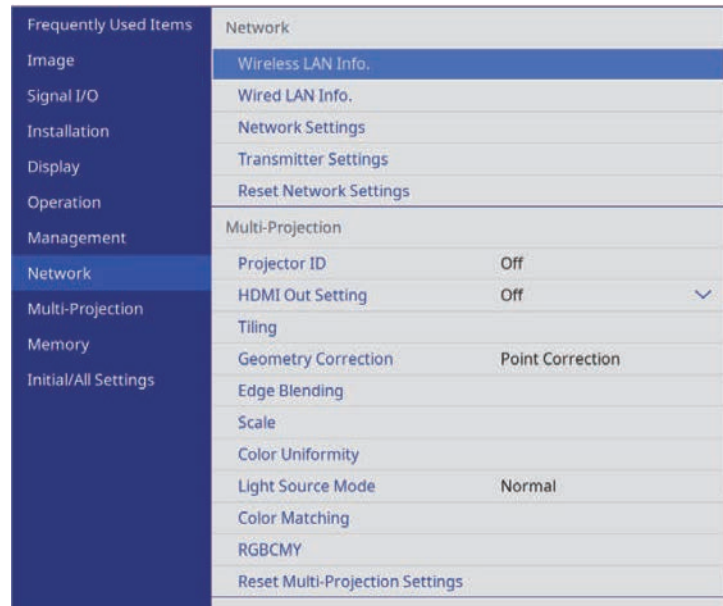 Frequently Used Items
Image
Signal I/O
Installation
Display
Operation
Management
Network
Multi-Projection
Memory
Initial/All Settings
Network
Wireless LAN Info.
Wired LAN Info.
Network Settings
Transmitter Settings
Reset Network Settings
Multi-Projection
Projector ID Off
HDMI Out Setting Off
Tiling
Geometry Correction Point Correction
Edge Blending
Scale
Color Uniformity
Light Source Mode Normal
Color Matching
RGBCMY
Reset Multi-Projection Settings